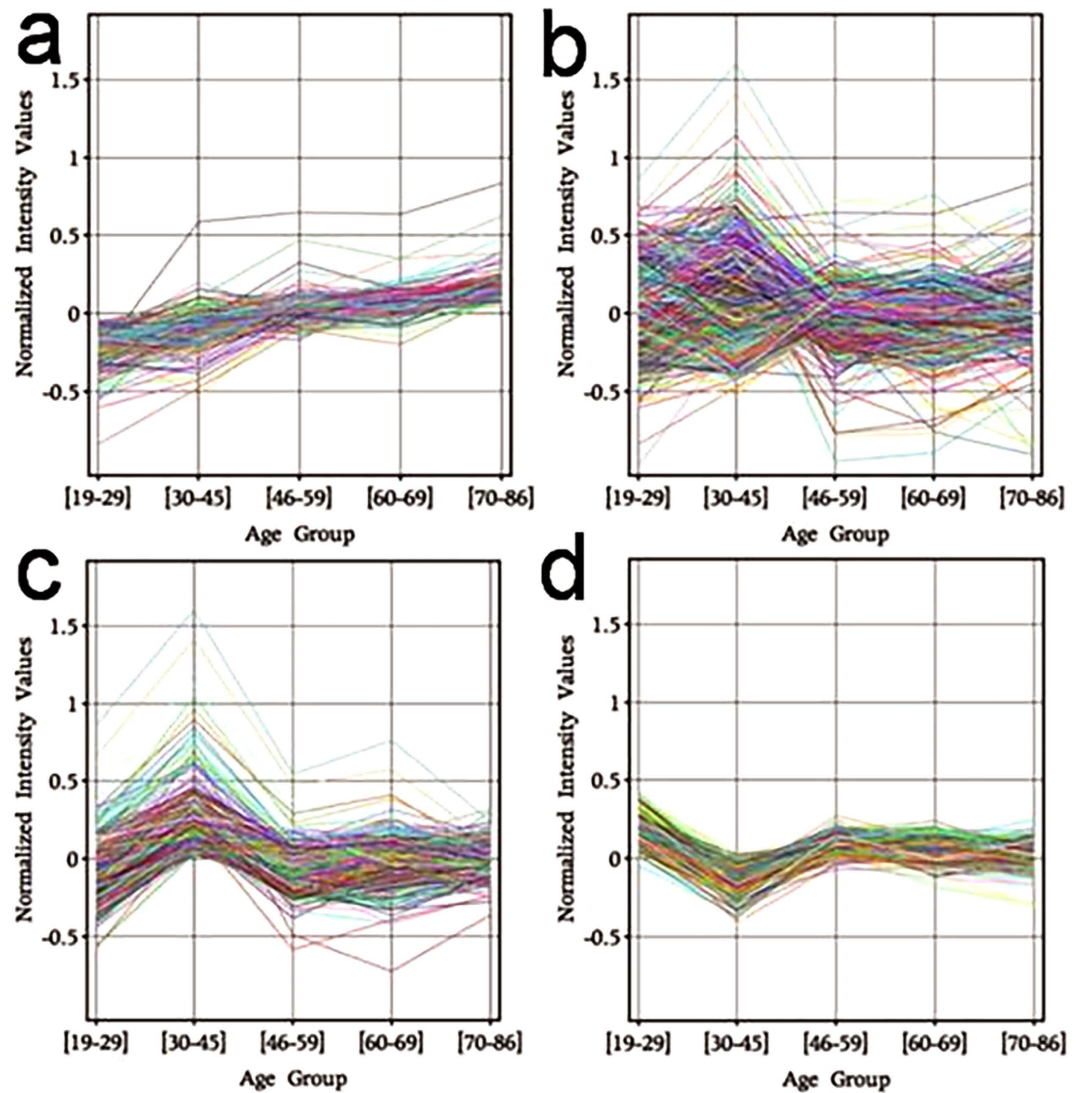 a
Normalized Intensity Values
1.5
1
0.5
0
-0.5
[19-29] [30-45] [46-59] [60-69] [70-86]
Age Group
b
Normalized Intensity Values
1.5
1
0.5
0
-0.5
[19-29] [30-45] [46-59] [60-69] [70-86]
Age Group
c
Normalized Intensity Values
1.5
1
0.5
0
-0.5
[19-29] [30-45] [46-59] [60-69] [70-86]
Age Group
d
Normalized Intensity Values
1.5
1
0.5
0
-0.5
[19-29] [30-45] [46-59] [60-69] [70-86]
Age Group